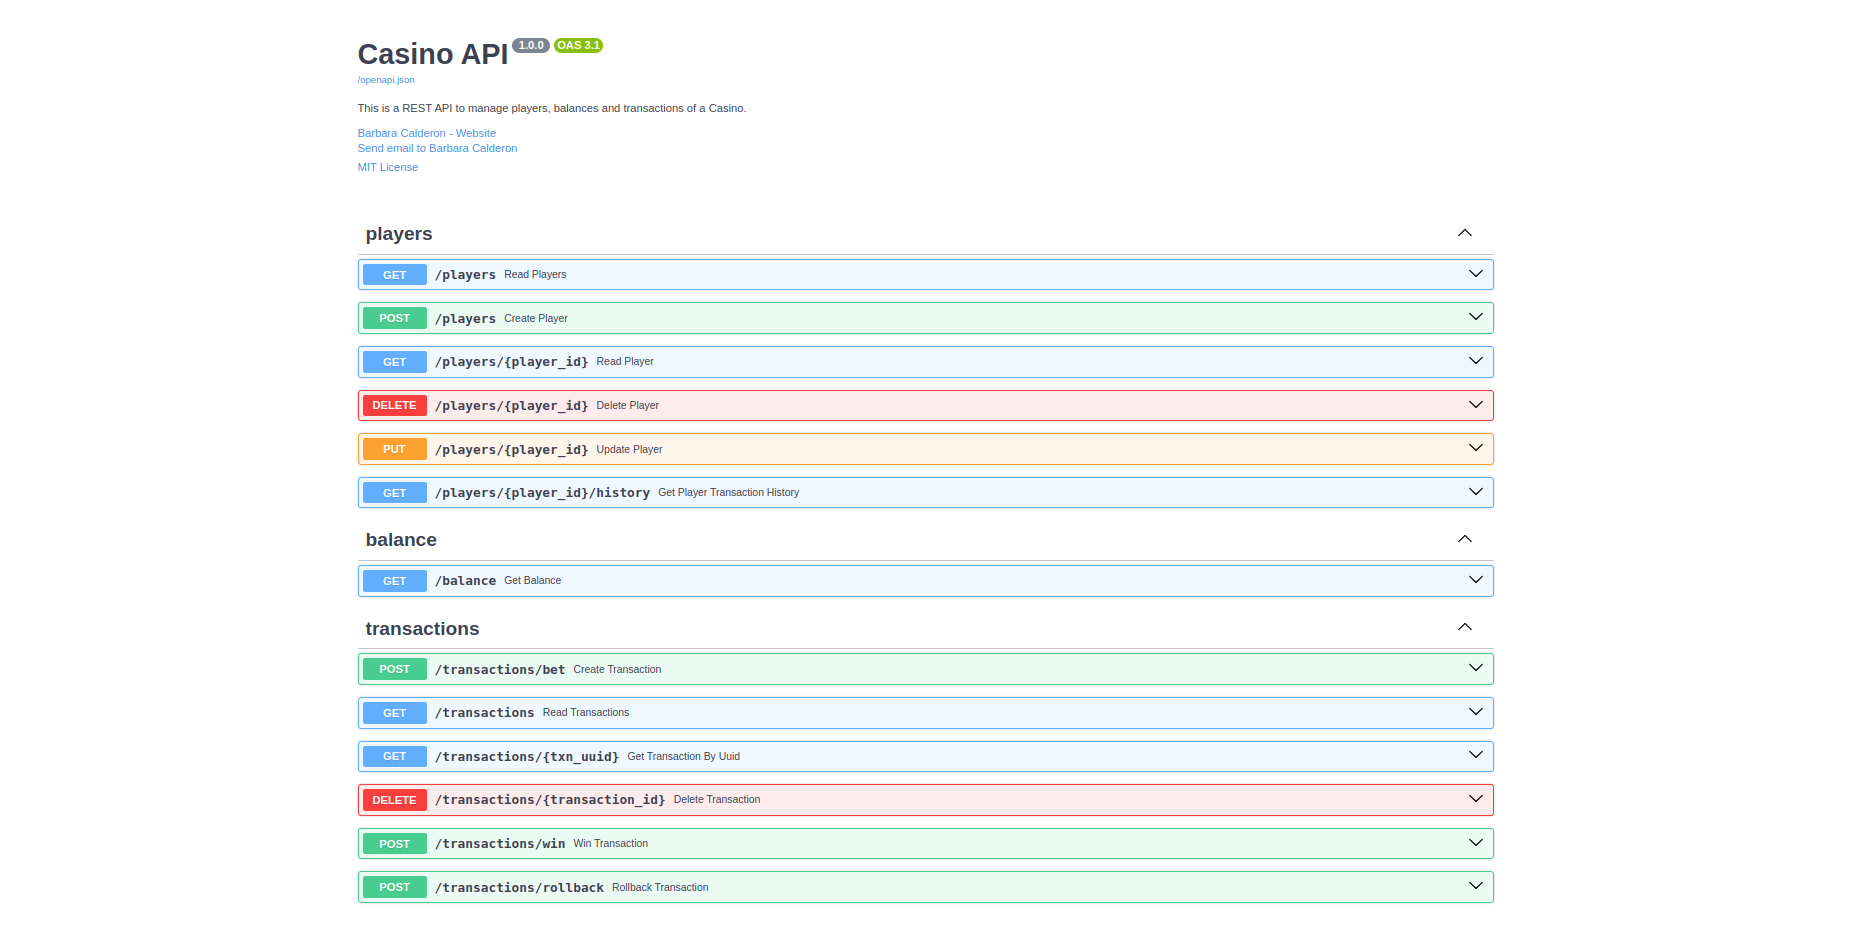 Casino API 1.0.0 OAS 3.1
/openapi.json
This is a REST API to manage players, balances and transactions of a Casino.
Barbara Calderon - Website
Send email to Barbara Calderon
MIT License
players
GET /players Read Players
POST /players Create Player
GET /players/{player_id} Read Player
DELETE /players/{player_id} Delete Player
PUT /players/{player_id} Update Player
GET /players/{player_id}/history Get Player Transaction History
balance
GET /balance Get Balance
transactions
POST /transactions/bet Create Transaction
GET /transactions Read Transactions
GET /transactions/{txn_uuid} Get Transaction By Uuid
DELETE /transactions/{transaction_id} Delete Transaction
POST /transactions/win Win Transaction
POST /transactions/rollback Rollback Transaction